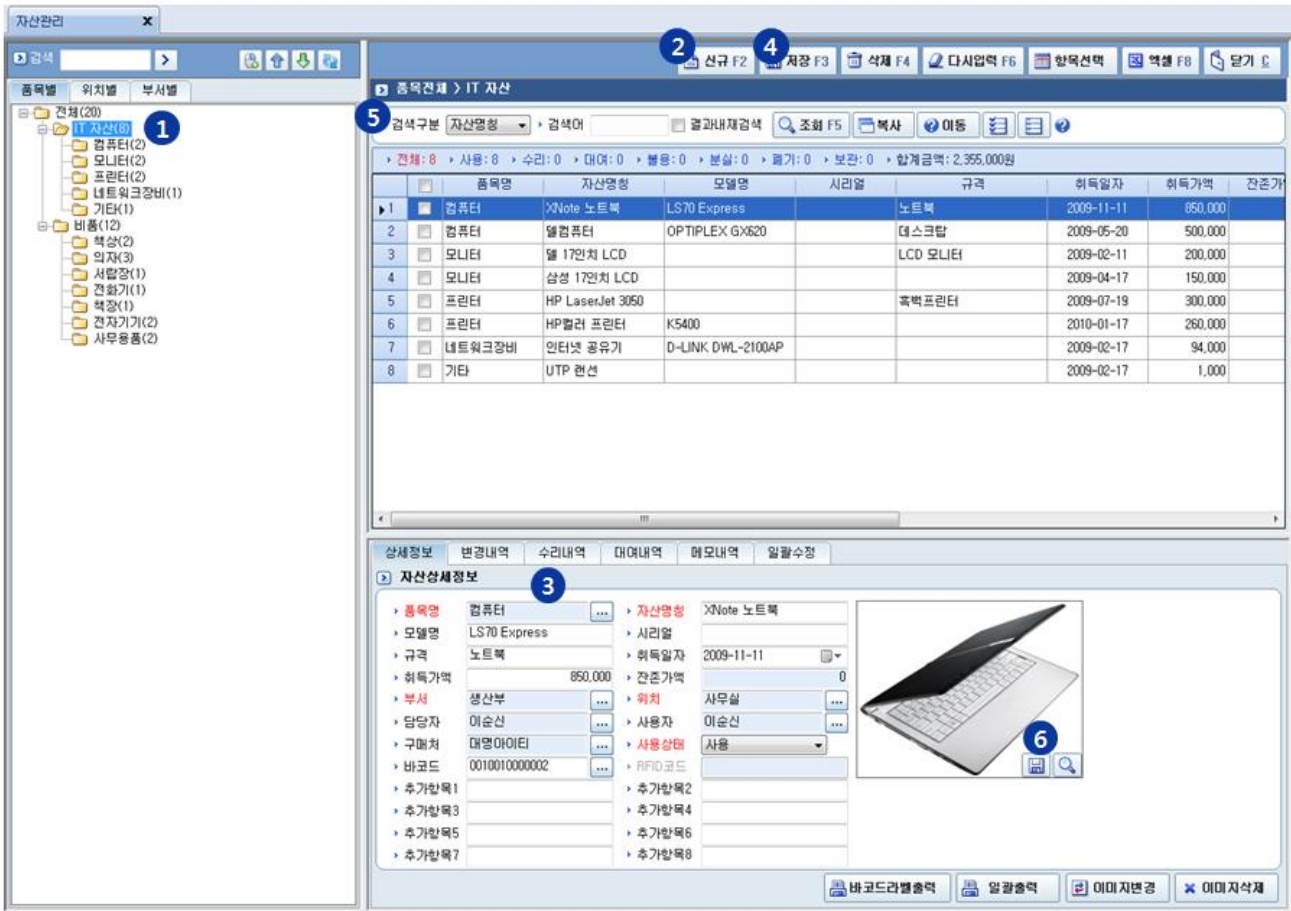 자산관리 x
검색
품목별 위치별 부서별
전체(20)
IT 자산(8) 1
컴퓨터(2)
모니터(2)
프린터(2)
네트워크장비(1)
기타(1)
비품(12)
책상(2)
의자(3)
서랍장(1)
전화기(1)
책장(1)
전자기기(2)
사무용품(2)
2 4
신규 F2 저장 F3 삭제 F4 다시입력 F6 항목선택 엑셀 F8 닫기 C
품목전체 > IT 자산
5 검색구분 자산명칭 검색어 결과내재검색 조회 F5 복사 이동
전체: 8 사용: 8 수리: 0 대여: 0 불용: 0 분실: 0 폐기: 0 보관: 0 합계금액: 2,355,000원
품목명 자산명칭 모델명 시리얼 규격 취득일자 취득가액 잔존가
1 컴퓨터 XNote 노트북 LS70 Express 노트북 2009-11-11 850,000
2 컴퓨터 델컴퓨터 OPTIPLEX GX620 데스크탑 2009-05-20 500,000
3 모니터 델 17인치 LCD LCD 모니터 2009-02-11 200,000
4 모니터 삼성 17인치 LCD 2009-04-17 150,000
5 프린터 HP LaserJet 3050 흑백프린터 2009-07-19 300,000
6 프린터 HP컬러 프린터 K5400 2010-01-17 260,000
7 네트워크장비 인터넷 공유기 D-LINK DWL-2100AP 2009-02-17 94,000
8 기타 UTP 랜선 2009-02-17 1,000
상세정보 변경내역 수리내역 대여내역 메모내역 일괄수정
자산상세정보 3
품목명 컴퓨터 ... 자산명칭 XNote 노트북
모델명 LS70 Express 시리얼
규격 노트북 취득일자 2009-11-11
취득가액 850,000 잔존가액 0
부서 생산부 ... 위치 사무실 ...
담당자 이순신 ... 사용자 이순신 ...
구매처 대명아이티 ... 사용상태 사용 6
바코드 0010010000002 ... RFID코드
추가항목1 추가항목2
추가항목3 추가항목4
추가항목5 추가항목6
추가항목7 추가항목8
바코드라벨출력 일괄출력 이미지변경 이미지삭제